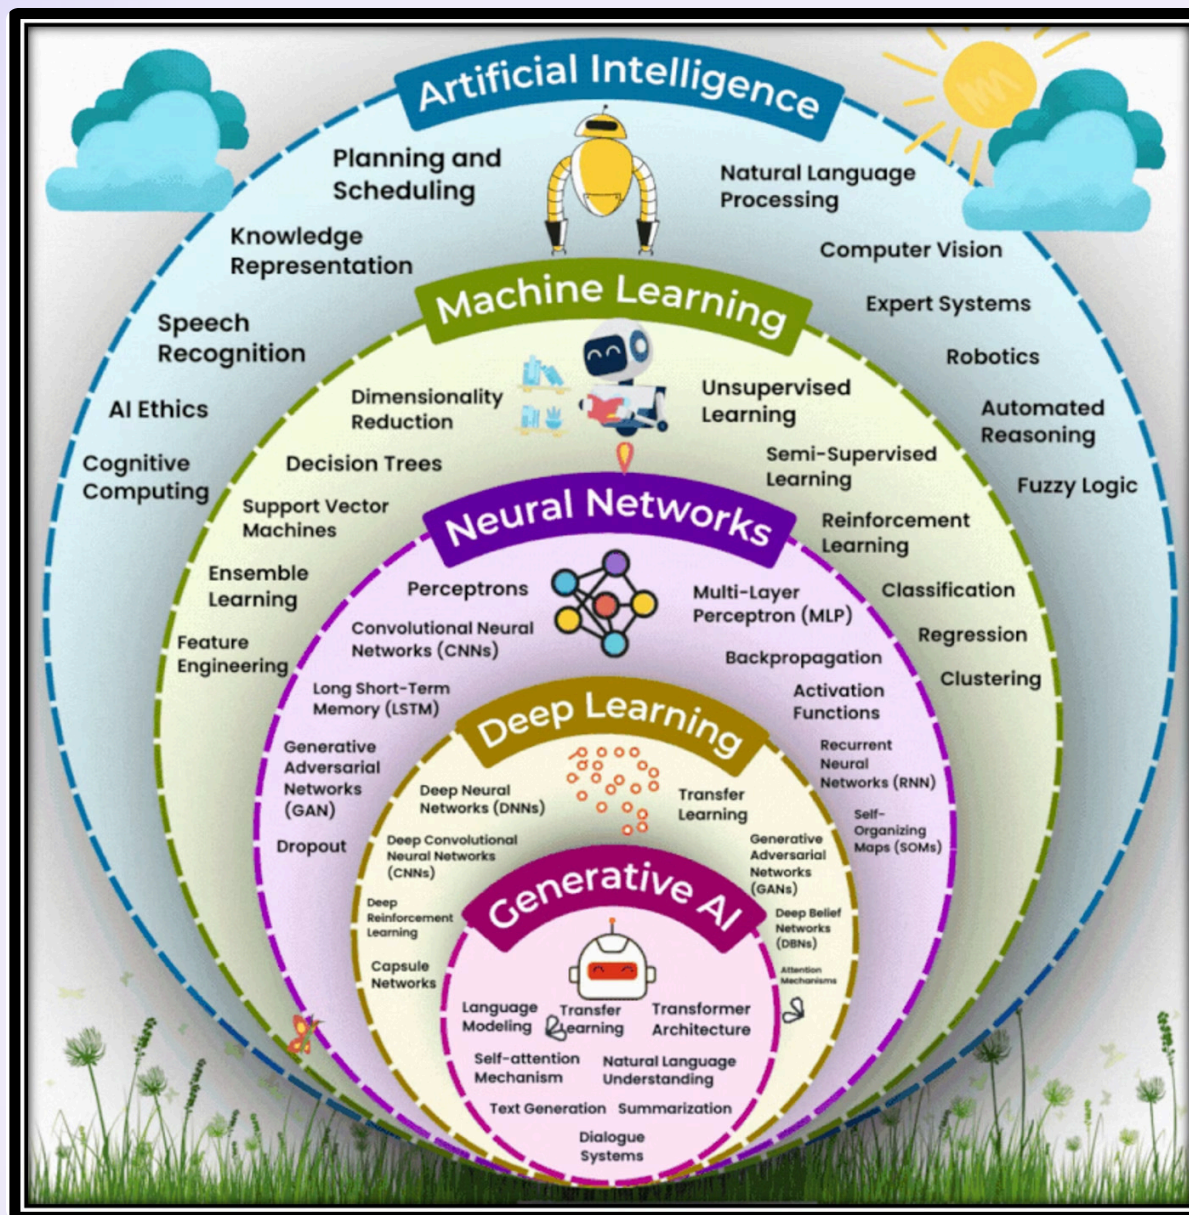 Artificial Intelligence
Planning and
Scheduling
Natural Language
Processing
Knowledge
Representation
Computer Vision
Speech
Recognition
Expert Systems
Robotics
AI Ethics
Automated
Reasoning
Cognitive
Computing
Fuzzy Logic
Machine Learning
Dimensionality
Reduction
Unsupervised
Learning
Decision Trees
Semi-Supervised
Learning
Support Vector
Machines
Reinforcement
Learning
Ensemble
Learning
Classification
Feature
Engineering
Regression
Clustering
Neural Networks
Perceptrons
Multi-Layer
Perceptron (MLP)
Convolutional Neural
Networks (CNNs)
Backpropagation
Long Short-Term
Memory (LSTM)
Activation
Functions
Generative
Adversarial
Networks
(GAN)
Recurrent
Neural
Networks (RNN)
Dropout
Self-
Organizing
Maps (SOMs)
Deep Learning
Deep Neural
Networks (DNNs)
Transfer
Learning
Deep Convolutional
Neural Networks
(CNNs)
Generative
Adversarial
Networks
(GANs)
Deep
Reinforcement
Learning
Deep Belief
Networks
(DBNs)
Capsule
Networks
Attention
Mechanisms
Generative AI
Language
Modeling
Transfer
Learning
Transformer
Architecture
Self-attention
Mechanism
Natural Language
Understanding
Text Generation
Summarization
Dialogue
Systems